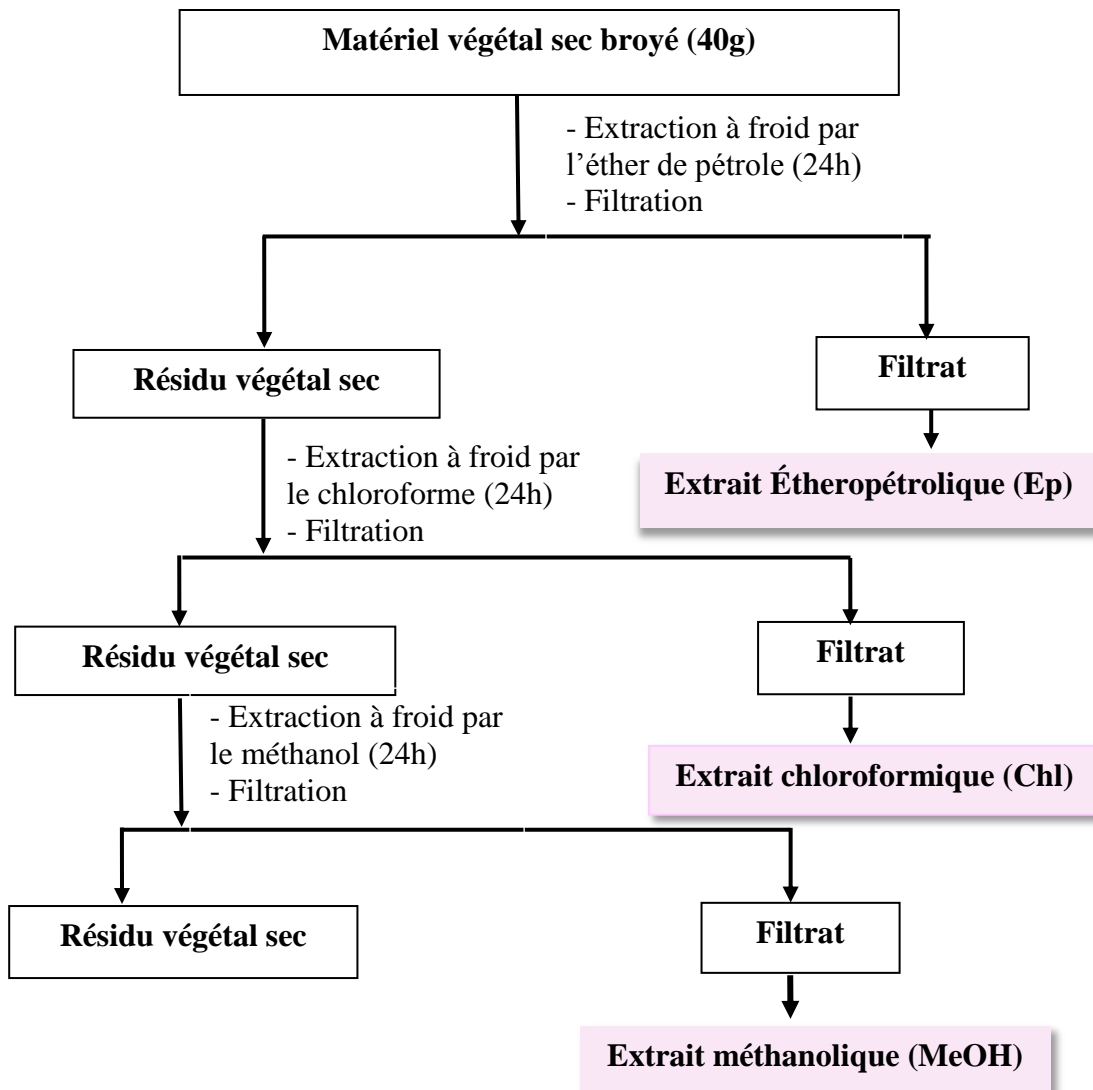 Matériel végétal sec broyé (40g)
- Extraction à froid par
l’éther de pétrole (24h)
- Filtration
Résidu végétal sec
Filtrat
- Extraction à froid par
le chloroforme (24h)
- Filtration
Extrait Étheropétrolique (Ep)
Résidu végétal sec
Filtrat
- Extraction à froid par
le méthanol (24h)
- Filtration
Extrait chloroformique (Chl)
Résidu végétal sec
Filtrat
Extrait méthanolique (MeOH)